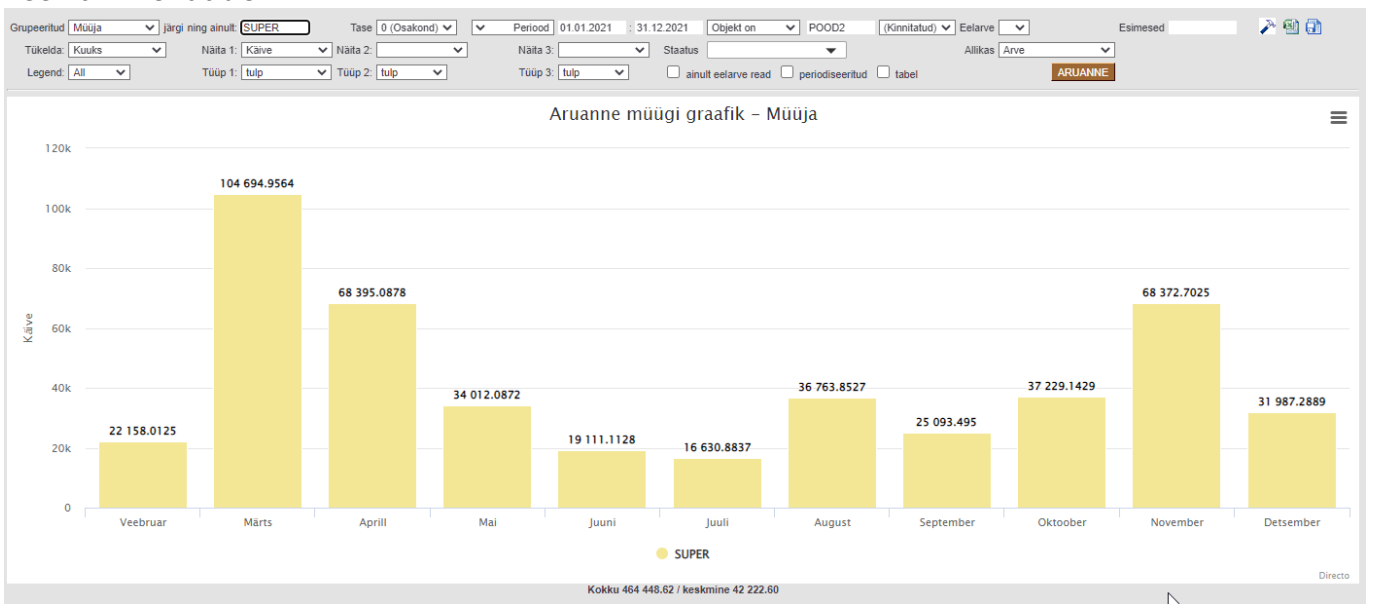 Grupeeritud Müüja järgi ning ainult: SUPER Tase 0 (Osakond) Periood 01.01.2021 : 31.12.2021 Objekt on POOD2 (Kinnitatud) Eelarve Esimesed
Tükelda: Kuuks Näita 1: Käive Näita 2: Näita 3: Staatus Allikas Arve
Legend: All Tüüp 1: tulp Tüüp 2: tulp Tüüp 3: tulp ainult eelarve read periodiseeritud tabel ARUANNE
Aruanne müügi graafik – Müüja
120k
104 694.9564
100k
80k
68 395.0878
68 372.7025
Käive
60k
40k
34 012.0872
36 763.8527
37 229.1429
31 987.2889
22 158.0125
25 093.495
19 111.1128
16 630.8837
20k
0
Veebruar Märts Aprill Mai Juuni Juuli August September Oktoober November Detsember
SUPER
Directo
Kokku 464 448.62 / keskmine 42 222.60